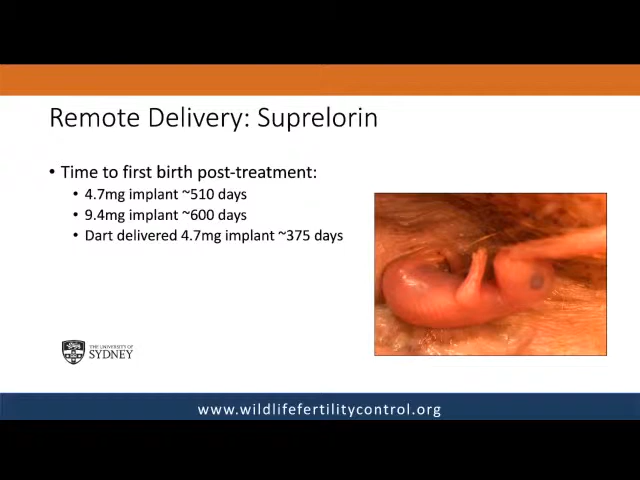 Remote Delivery: Suprelorin
• Time to first birth post-treatment:
• 4.7mg implant ~510 days
• 9.4mg implant ~600 days
• Dart delivered 4.7mg implant ~375 days
THE UNIVERSITY OF
SYDNEY
www.wildlifefertilitycontrol.org